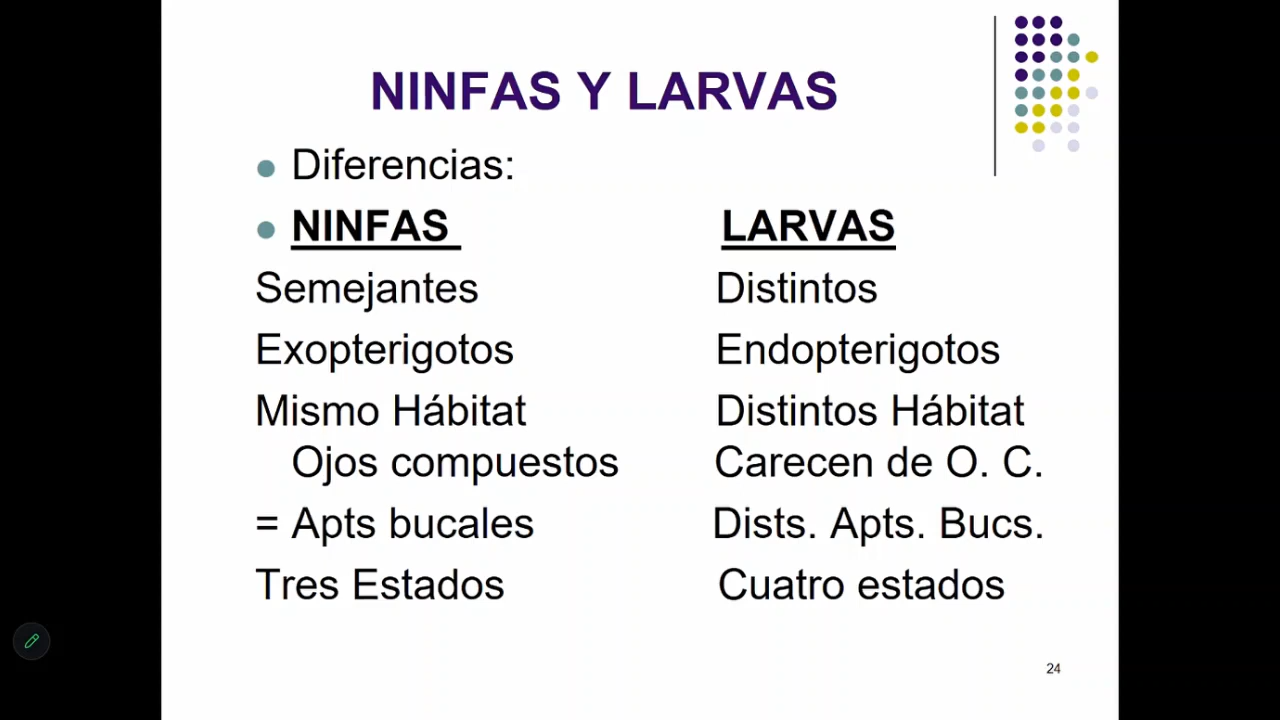 NINFAS Y LARVAS
Diferencias:
NINFAS LARVAS
Semejantes Distintos
Exopterigotos Endopterigotos
Mismo Hábitat Distintos Hábitat
Ojos compuestos Carecen de O. C.
= Apts bucales Dists. Apts. Bucs.
Tres Estados Cuatro estados
24